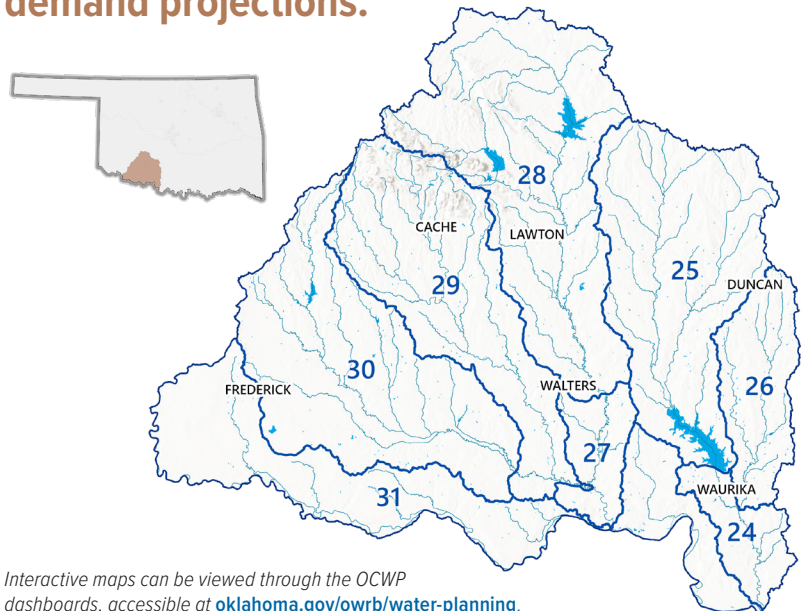 demand projections.
28
CACHE
LAWTON
25
29
DUNCAN
30
FREDERICK
WALTERS
26
27
31
WAURIKA
24
Interactive maps can be viewed through the OCWP
dashboards, accessible at oklahoma.gov/owrb/water-planning.